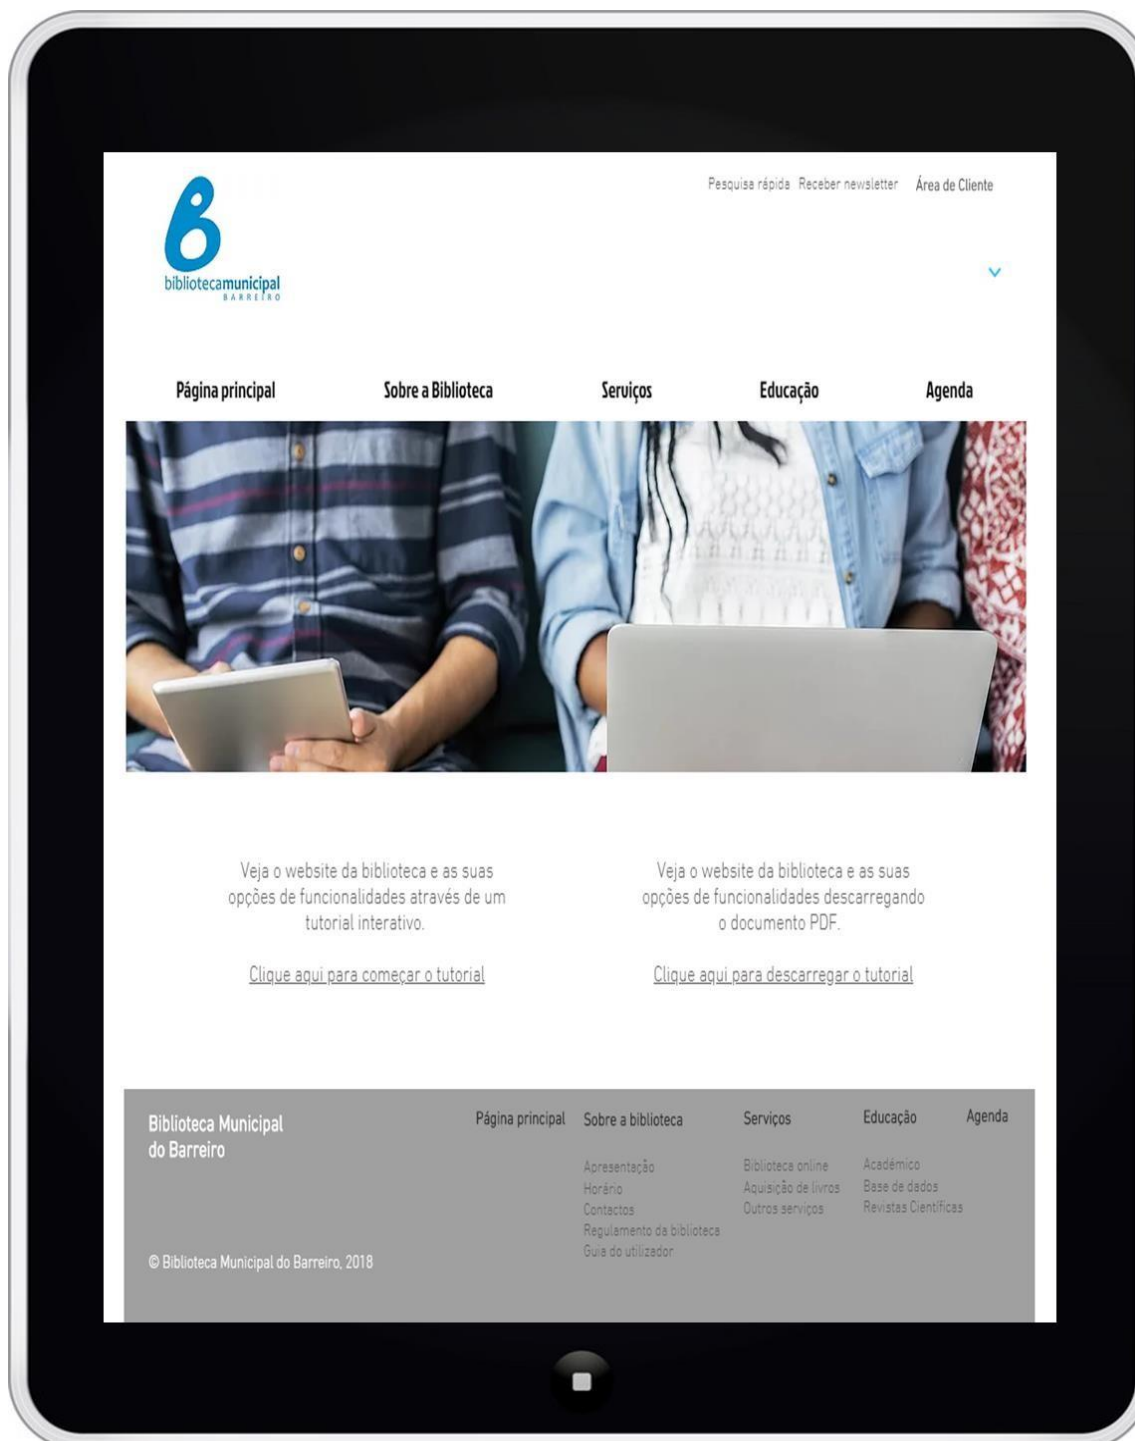 Pesquisa rápida Receber newsletter Área de Cliente
bibliotecamunicipal
BARREIRO
Página principal Sobre a Biblioteca Serviços Educação Agenda
Veja o website da biblioteca e as suas
opções de funcionalidades através de um
tutorial interativo.
Clique aqui para começar o tutorial
Veja o website da biblioteca e as suas
opções de funcionalidades descarregando
o documento PDF.
Clique aqui para descarregar o tutorial
Biblioteca Municipal
do Barreiro
© Biblioteca Municipal do Barreiro, 2018
Página principal
Sobre a biblioteca
Apresentação
Horário
Contactos
Regulamento da biblioteca
Guia do utilizador
Serviços
Biblioteca online
Aquisição de livros
Outros serviços
Educação
Académico
Base de dados
Revistas Científicas
Agenda